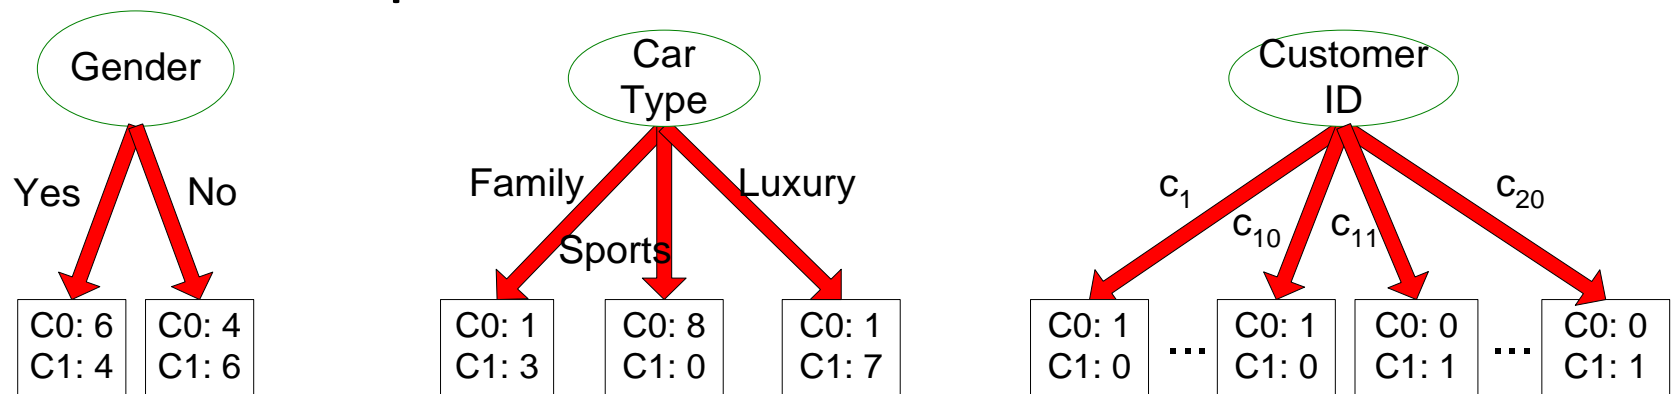 Gender
Car
Type
Customer
ID
Yes
No
Family
Sports
Luxury
c1
c10
c11
c20
C0: 6
C1: 4
C0: 4
C1: 6
C0: 1
C1: 3
C0: 8
C1: 0
C0: 1
C1: 7
C0: 1
C1: 0
...
C0: 1
C1: 0
C0: 0
C1: 1
...
C0: 0
C1: 1